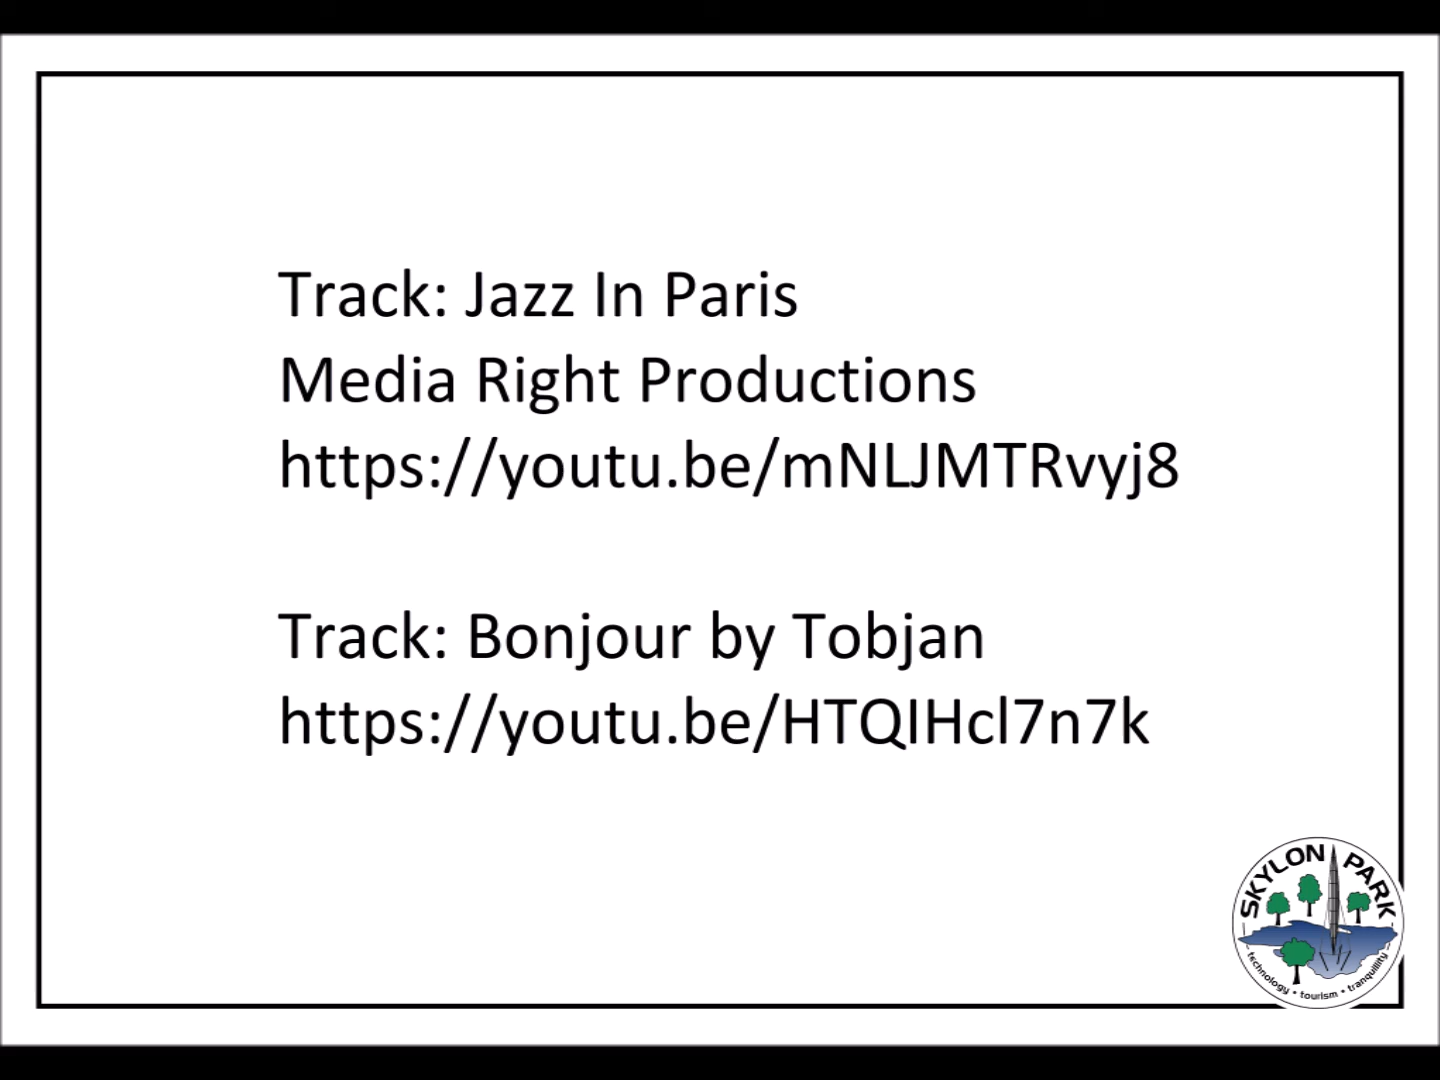 Track: Jazz In Paris
Media Right Productions
https://youtu.be/mNLJMTRvyj8
Track: Bonjour by Tobjan
https://youtu.be/HTQIHcl7n7k
SKYLON PARK
technology • tourism • tranquillity